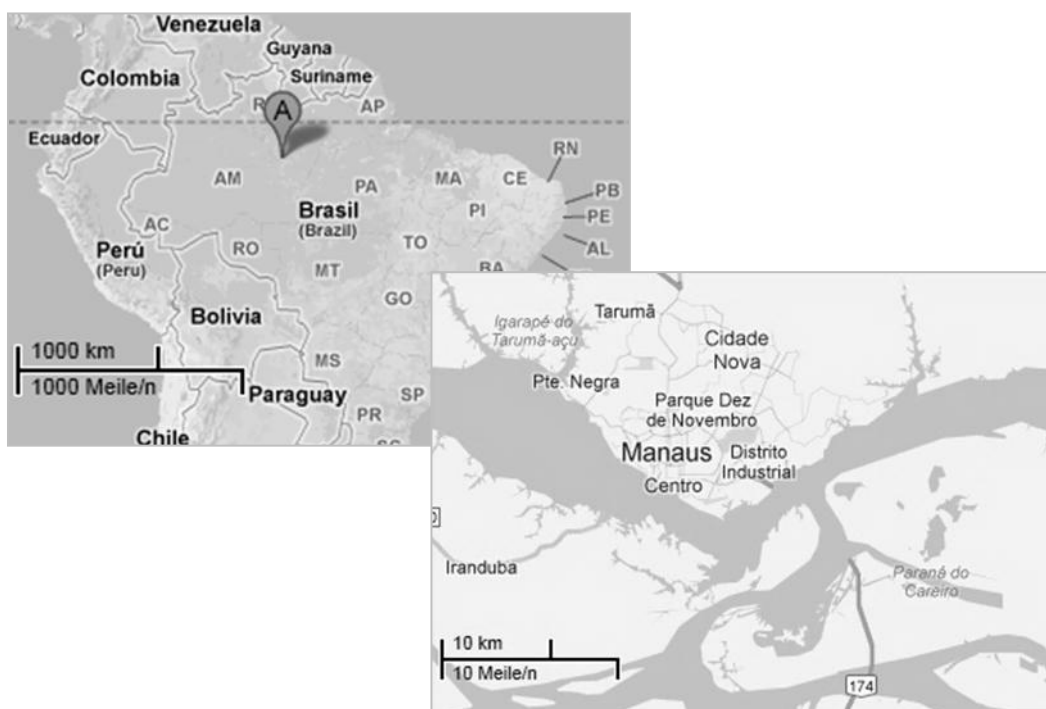 Venezuela
Guyana
Colombia
Suriname
A
AP
Ecuador
RN
AM
PA
MA
CE
PB
Brasil
(Brazil)
PI
PE
AC
Perú
(Peru)
RO
TO
AL
MT
BA
GO
Bolivia
1000 km
1000 Meile/n
MS
Paraguay
SP
PR
Chile
Igarapé do
Tarumã-açú
Tarumã
Cidade
Nova
Pte. Negra
Parque Dez
de Novembro
Manaus
Distrito
Industrial
Centro
Iranduba
Paraná do
Careiro
10 km
10 Meile/n
174